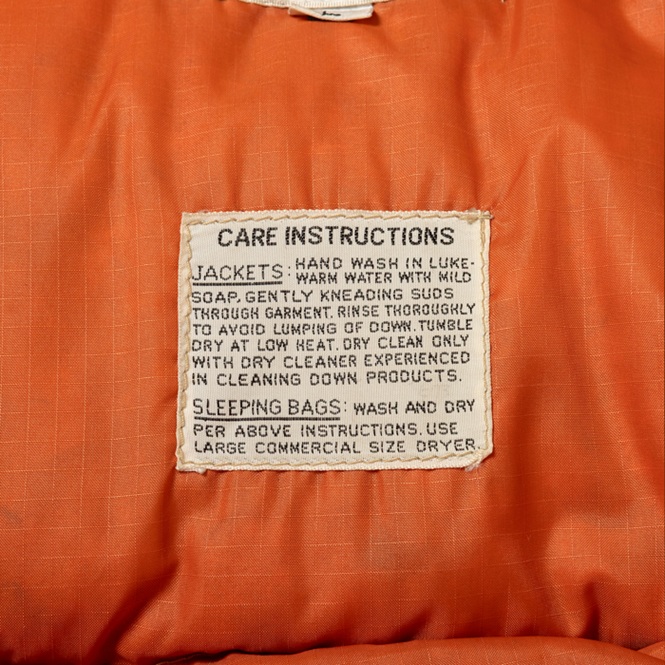 CARE INSTRUCTIONS
JACKETS: HAND WASH IN LUKE-
WARM WATER WITH MILD
SOAP, GENTLY KNEADING SUDS
THROUGH GARMENT. RINSE THOROUGHLY
TO AVOID LUMPING OF DOWN. TUMBLE
DRY AT LOW HEAT. DRY CLEAN ONLY
WITH DRY CLEANER EXPERIENCED
IN CLEANING DOWN PRODUCTS.
SLEEPING BAGS: WASH AND DRY
PER ABOVE INSTRUCTIONS. USE
LARGE COMMERCIAL SIZE DRYER.